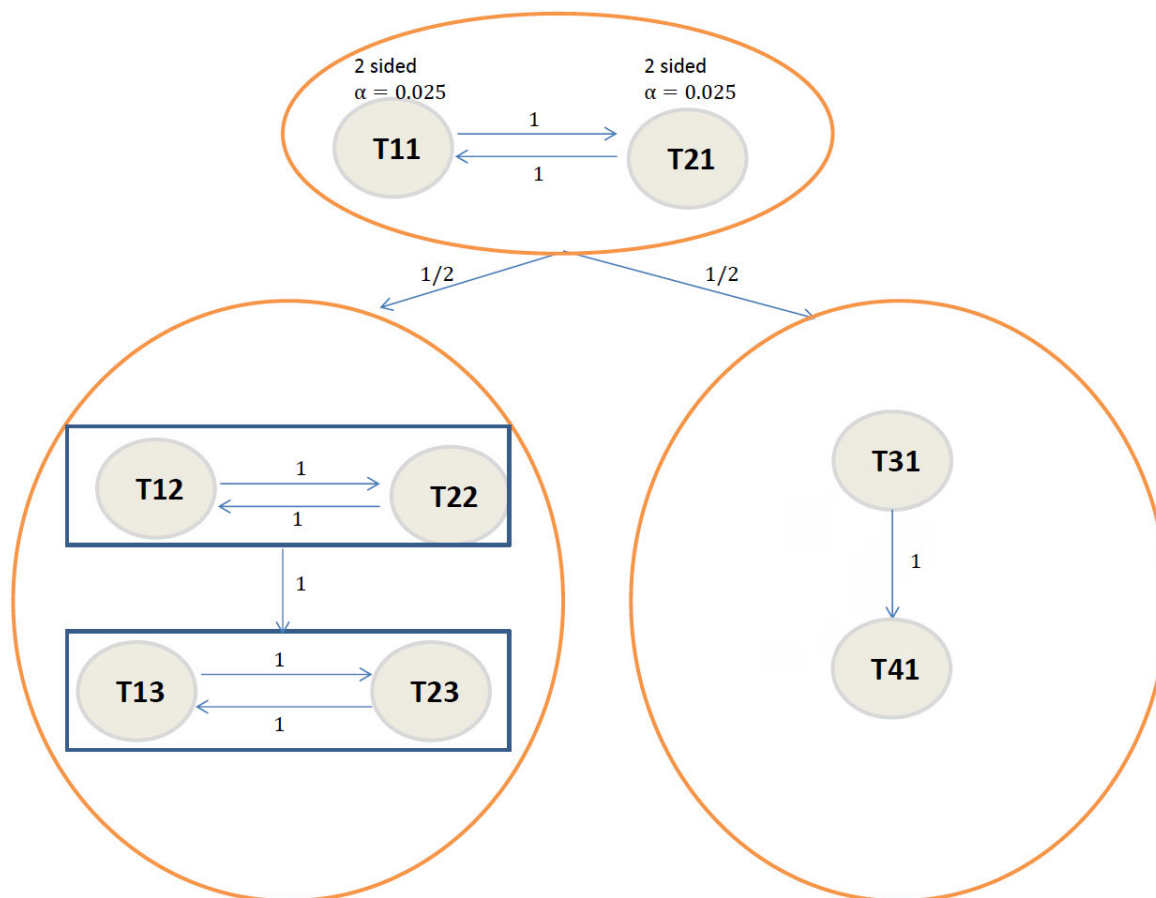 2 sided
α = 0.025
2 sided
α = 0.025
T11
1
1
T21
1/2
1/2
T12
1
1
T22
1
T13
1
1
T23
T31
1
T41